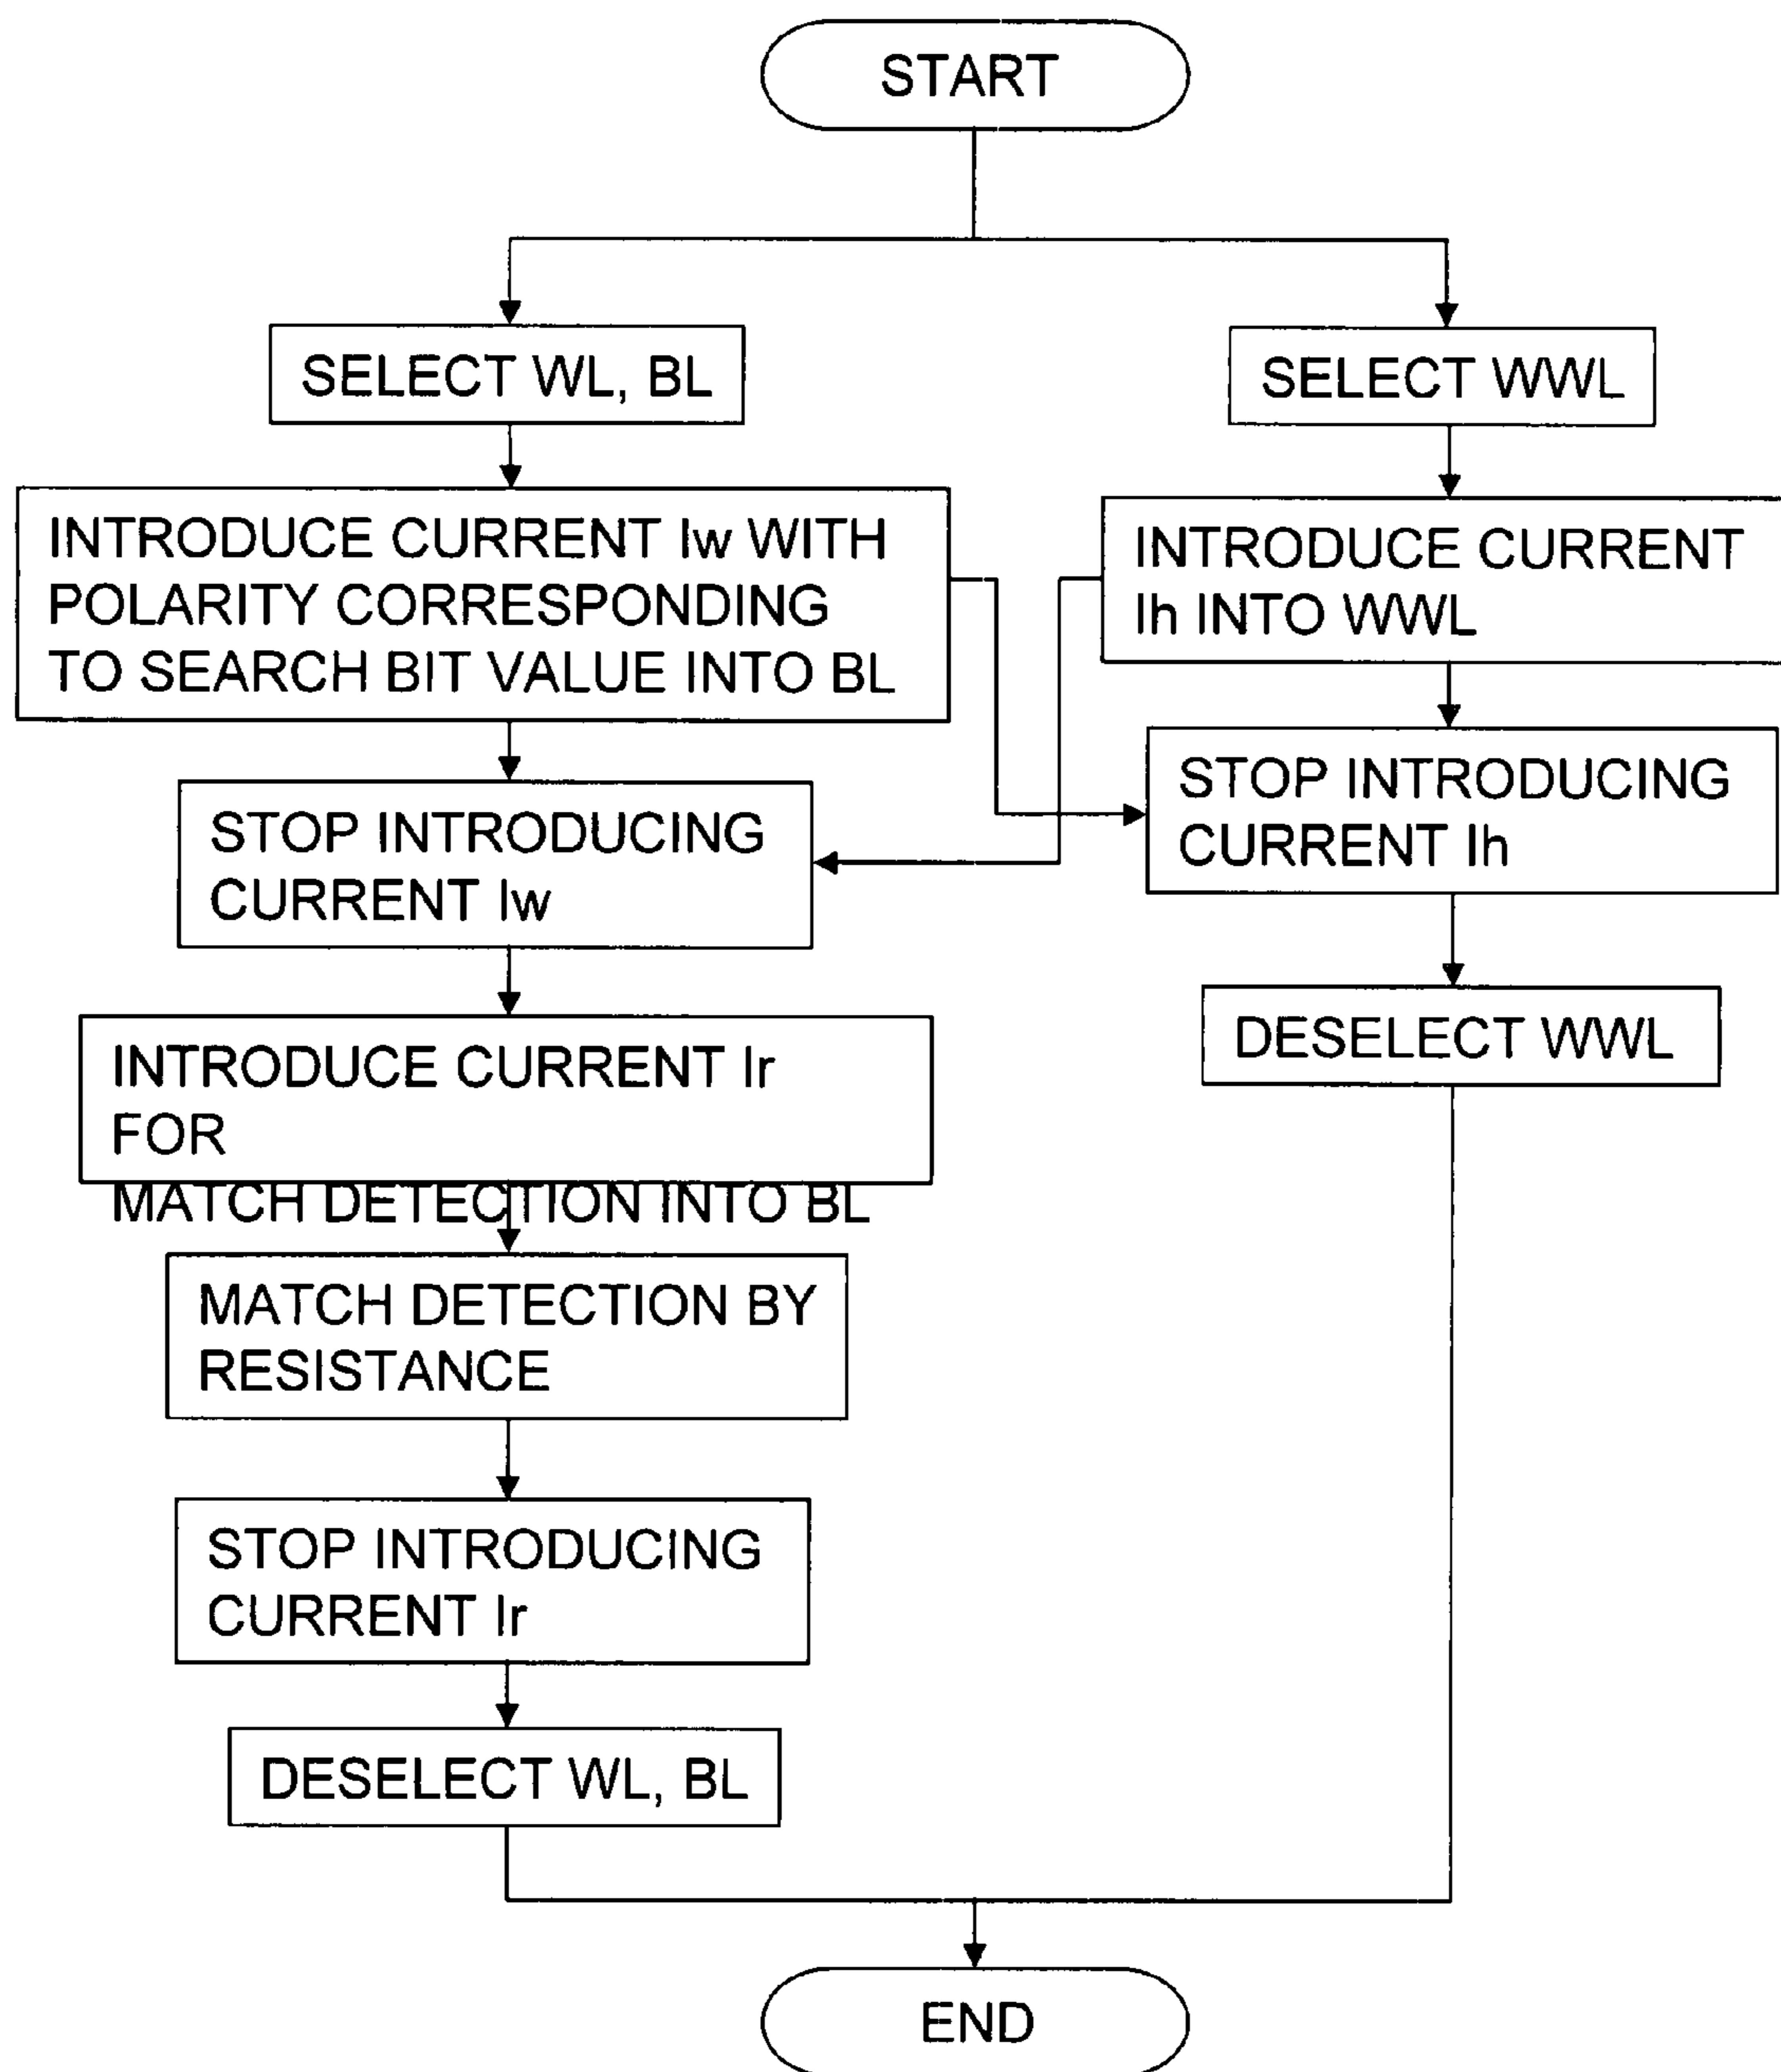 START
SELECT WL, BL
INTRODUCE CURRENT Iw WITH
POLARITY CORRESPONDING
TO SEARCH BIT VALUE INTO BL
STOP INTRODUCING
CURRENT Iw
INTRODUCE CURRENT Ir
FOR
MATCH DETECTION INTO BL
MATCH DETECTION BY
RESISTANCE
STOP INTRODUCING
CURRENT Ir
DESELECT WL, BL
SELECT WWL
INTRODUCE CURRENT
Ih INTO WWL
STOP INTRODUCING
CURRENT Ih
DESELECT WWL
END